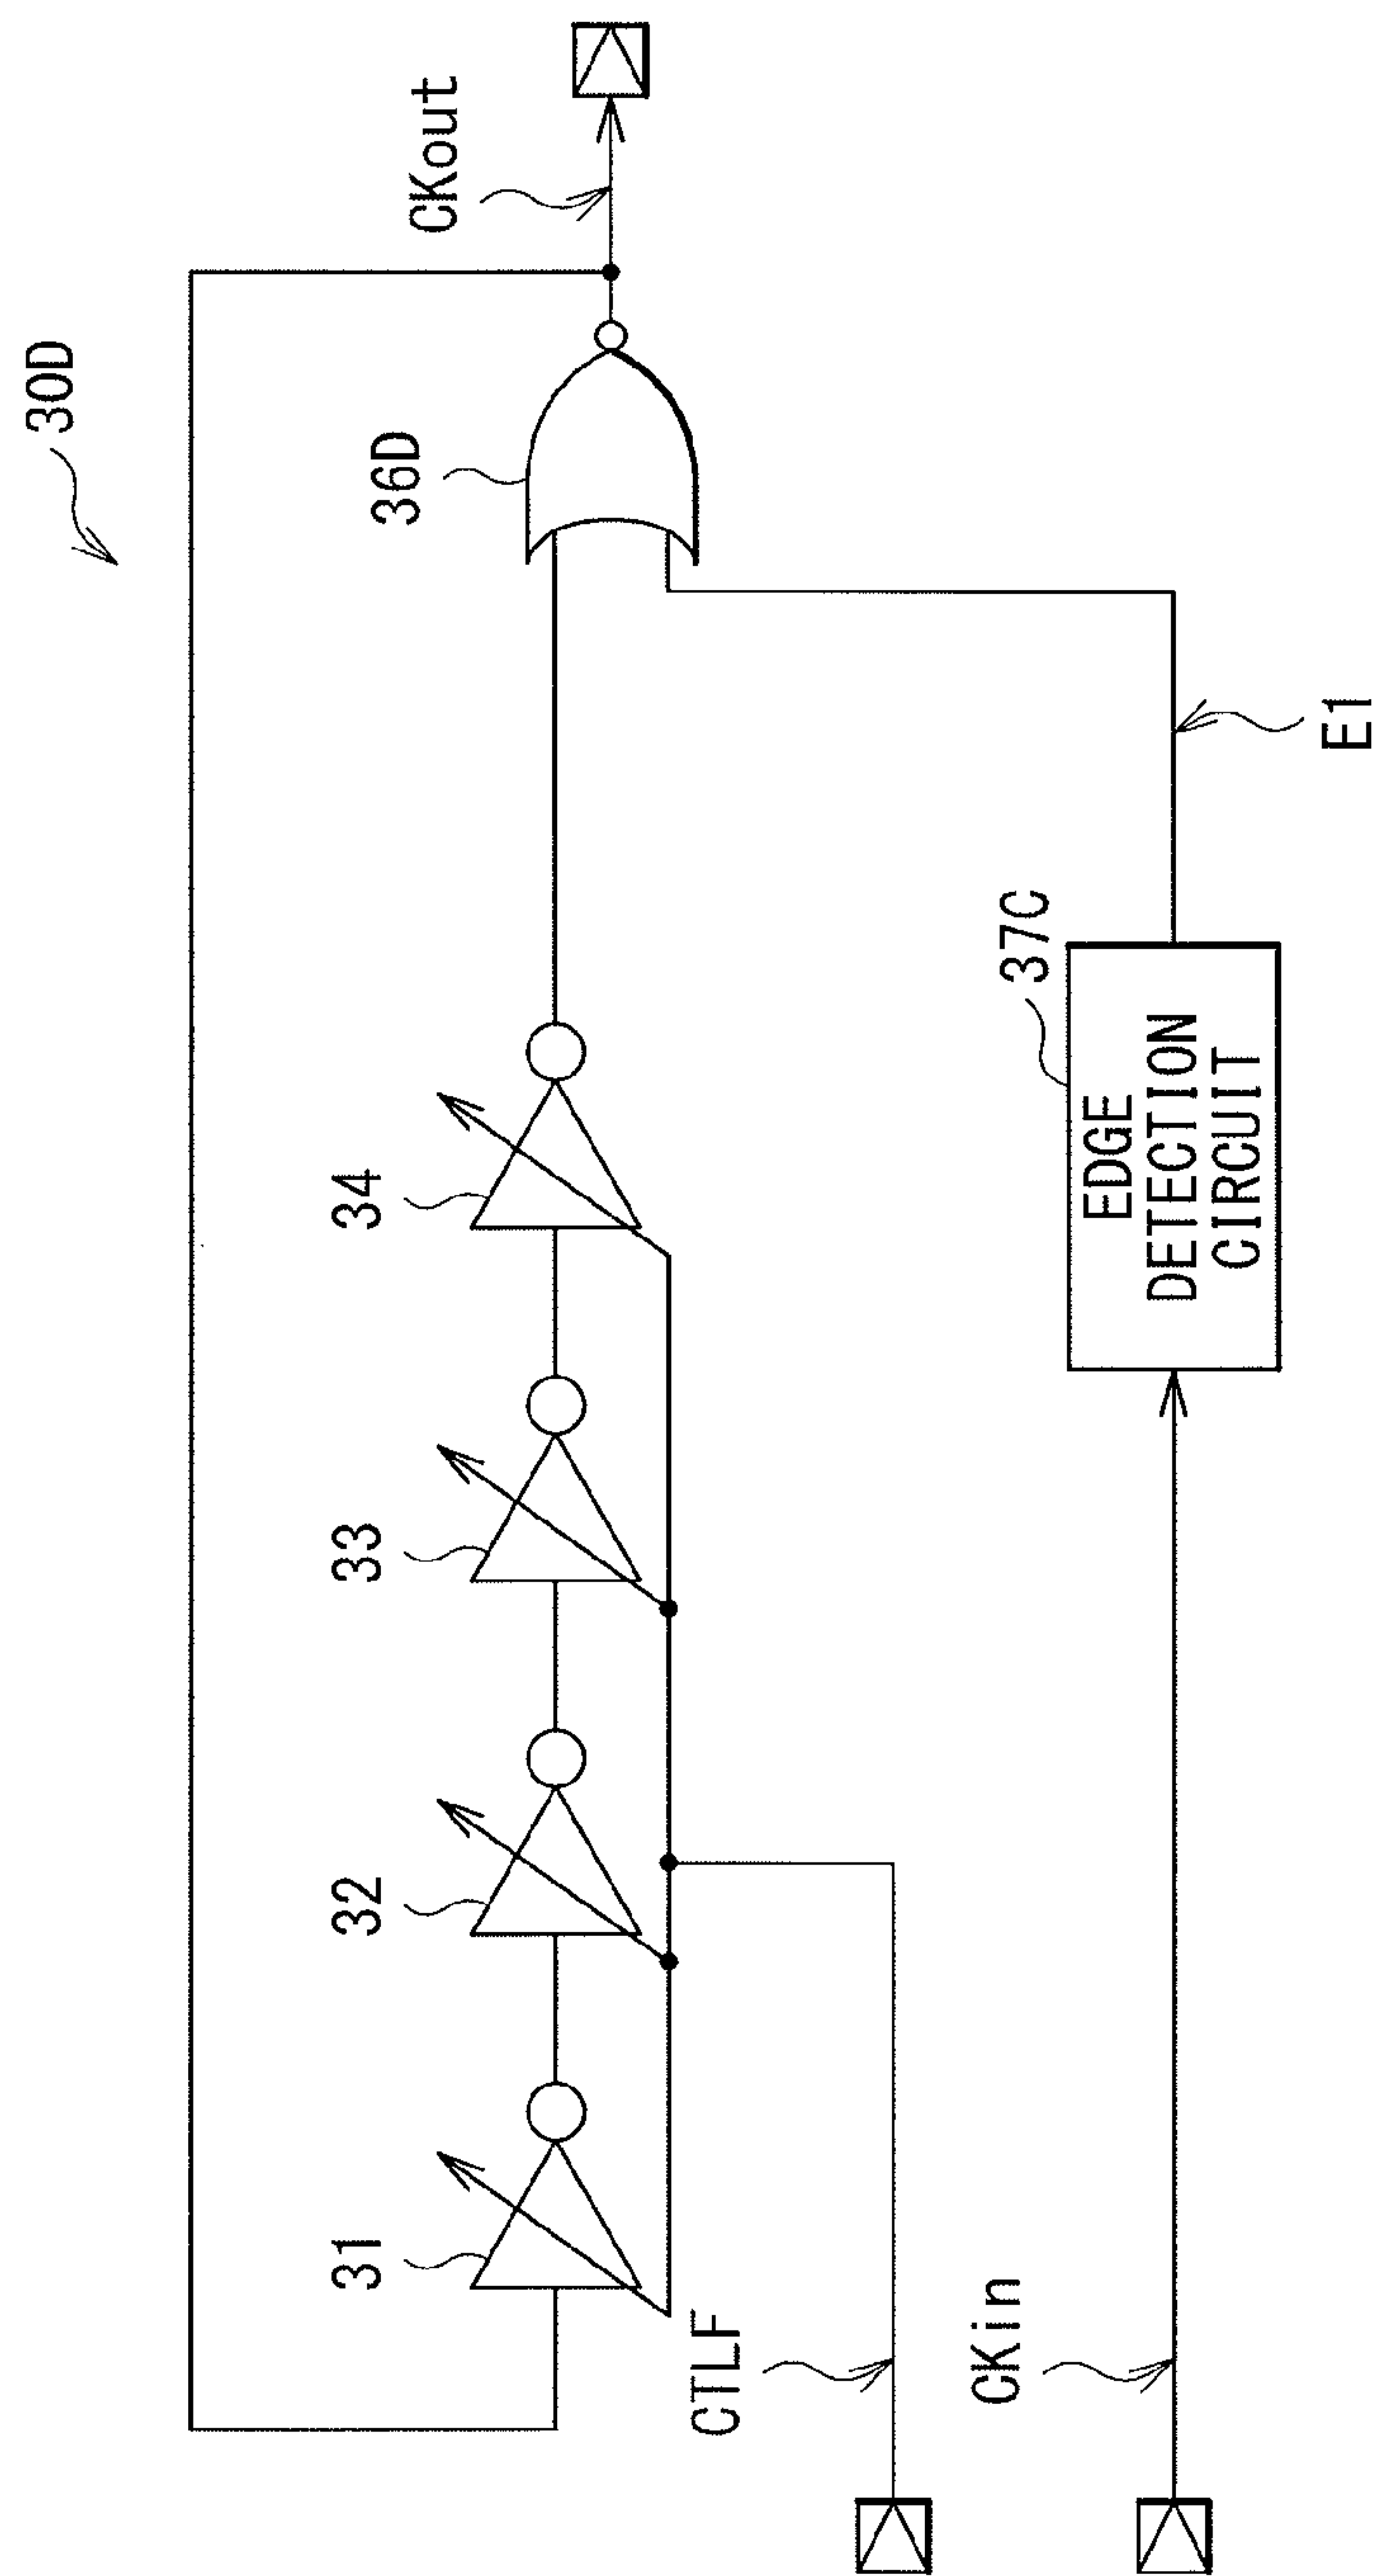 30D
CKout
36D
31
32
33
34
CTLF
37C
EDGE
DETECTION
CIRCUIT
CKin
E1